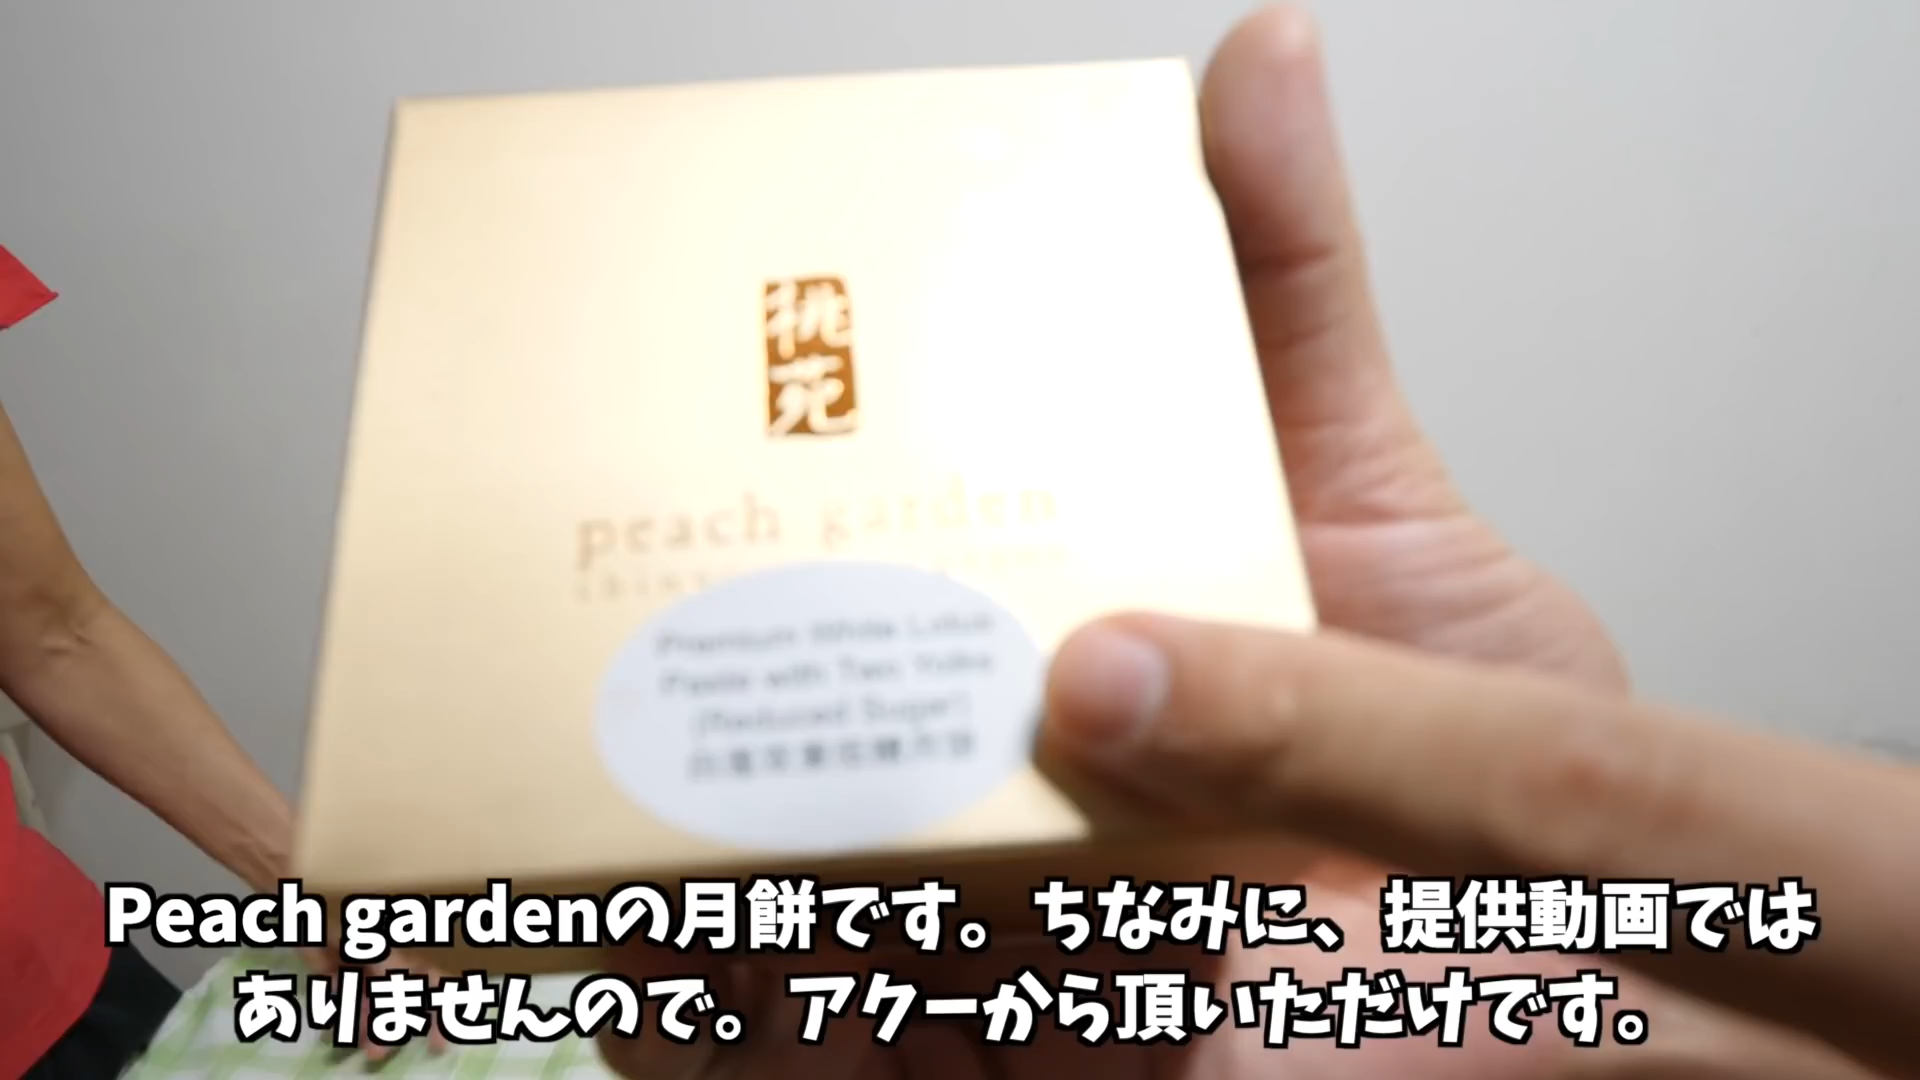 桃苑
peach garden
Premium White Lotus
Paste with Two Yolks
(Reduced Sugar)
Peach gardenの月餅です。ちなみに、提供動画では
ありませんので。アクーから頂いただけです。